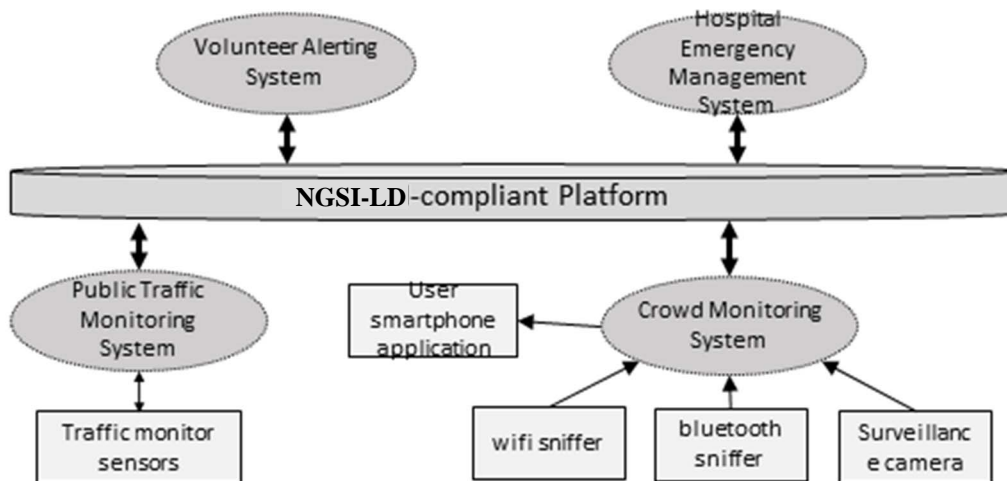 Volunteer Alerting
System
Hospital
Emergency
Management
System
NGSI-LD-compliant Platform
Public Traffic
Monitoring
System
User
smartphone
application
Crowd Monitoring
System
Traffic monitor
sensors
wifi sniffer
bluetooth
sniffer
Surveillanc
e camera